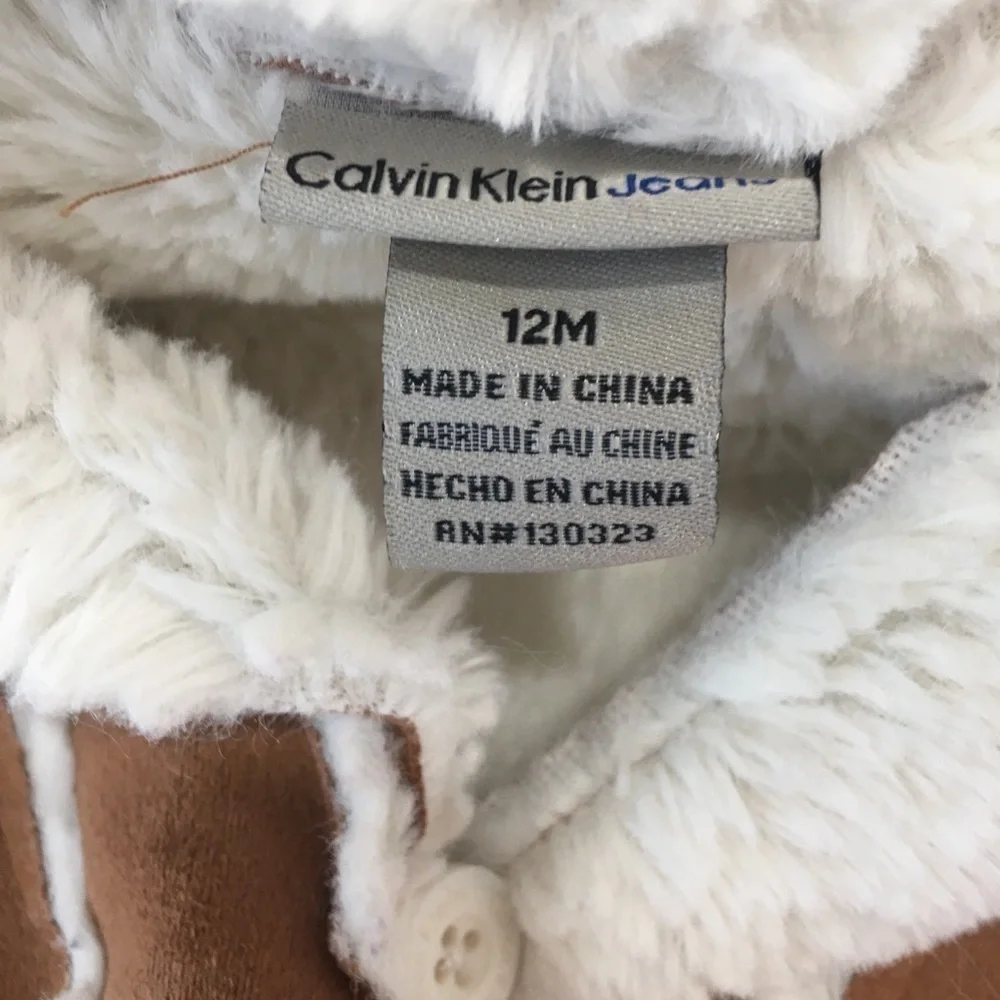 Calvin Klein Jeans
12M
MADE IN CHINA
FABRIQUÉ AU CHINE
HECHO EN CHINA
RN#130323